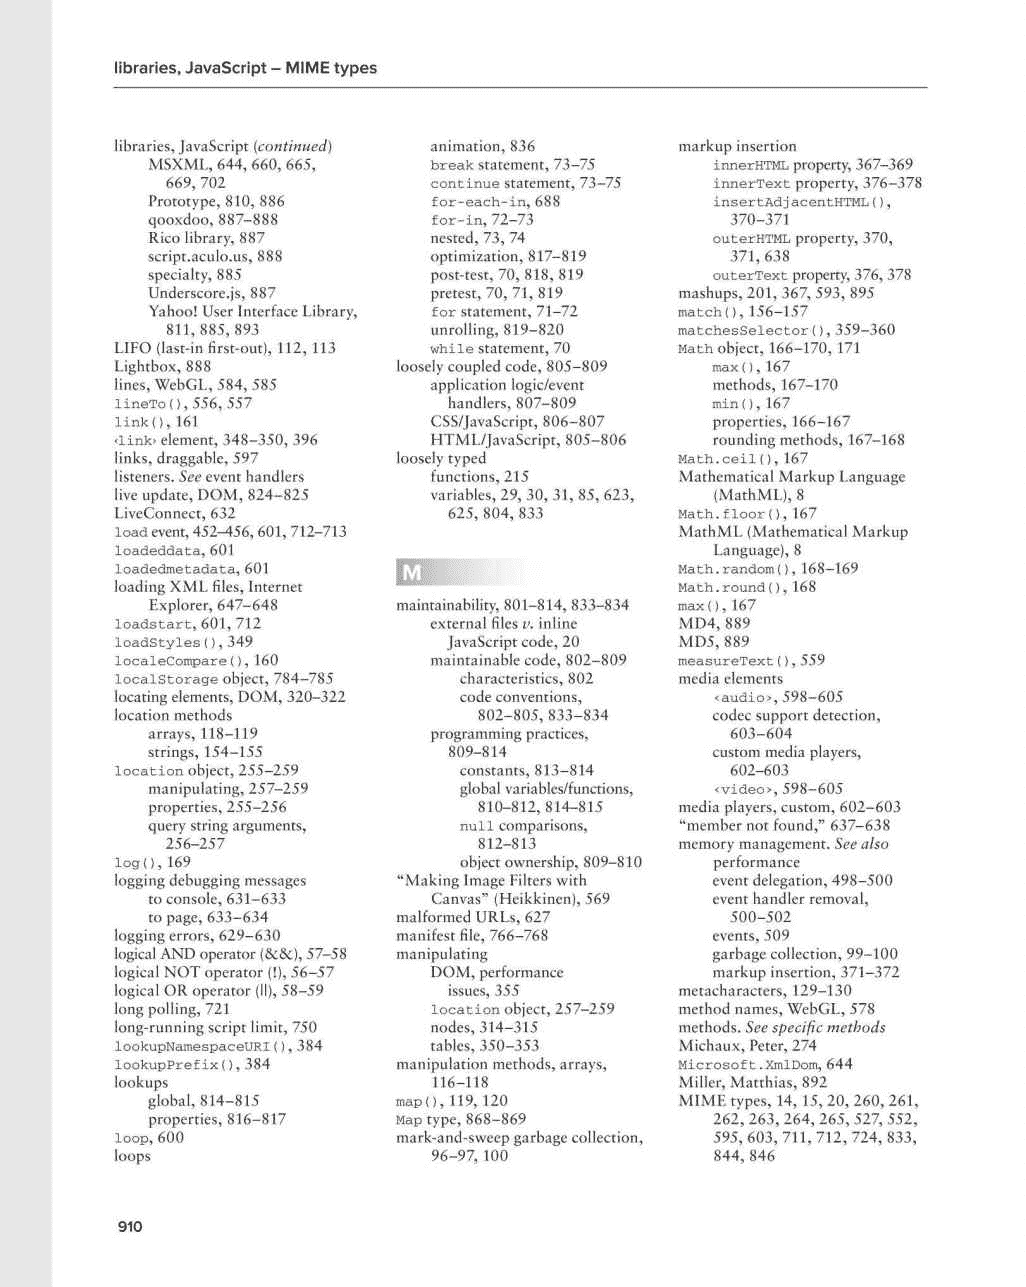 libraries, JavaScript – MIME types
libraries, JavaScript (continued)
MSXML, 644, 660, 665,
669, 702
Prototype, 810, 886
qooxdoo, 887–888
Rico library, 887
script.aculo.us, 888
specialty, 885
Underscore.js, 887
Yahoo! User Interface Library,
811, 885, 893
LIFO (last-in first-out), 112, 113
Lightbox, 888
lines, WebGL, 584, 585
lineTo(), 556, 557
link(), 161
<link> element, 348–350, 396
links, draggable, 597
listeners. See event handlers
live update, DOM, 824–825
LiveConnect, 632
load event, 452–456, 601, 712–713
loadeddata, 601
loadedmetadata, 601
loading XML files, Internet
Explorer, 647–648
loadstart, 601, 712
loadStyles(), 349
localeCompare(), 160
localStorage object, 784–785
locating elements, DOM, 320–322
location methods
arrays, 118–119
strings, 154–155
location object, 255–259
manipulating, 257–259
properties, 255–256
query string arguments,
256–257
log(), 169
logging debugging messages
to console, 631–633
to page, 633–634
logging errors, 629–630
logical AND operator (&&), 57–58
logical NOT operator (!), 56–57
logical OR operator (||), 58–59
long polling, 721
long-running script limit, 750
lookupNamespaceURI(), 384
lookupPrefix(), 384
lookups
global, 814–815
properties, 816–817
loop, 600
loops
animation, 836
break statement, 73–75
continue statement, 73–75
for-each-in, 688
for-in, 72–73
nested, 73, 74
optimization, 817–819
post-test, 70, 818, 819
pretest, 70, 71, 819
for statement, 71–72
unrolling, 819–820
while statement, 70
loosely coupled code, 805–809
application logic/event
handlers, 807–809
CSS/JavaScript, 806–807
HTML/JavaScript, 805–806
loosely typed
functions, 215
variables, 29, 30, 31, 85, 623,
625, 804, 833
M
maintainability, 801–814, 833–834
external files v. inline
JavaScript code, 20
maintainable code, 802–809
characteristics, 802
code conventions,
802–805, 833–834
programming practices,
809–814
constants, 813–814
global variables/functions,
810–812, 814–815
null comparisons,
812–813
object ownership, 809–810
“Making Image Filters with
Canvas” (Heikkinen), 569
malformed URLs, 627
manifest file, 766–768
manipulating
DOM, performance
issues, 355
location object, 257–259
nodes, 314–315
tables, 350–353
manipulation methods, arrays,
116–118
map(), 119, 120
Map type, 868–869
mark-and-sweep garbage collection,
96–97, 100
markup insertion
innerHTML property, 367–369
innerText property, 376–378
insertAdjacentHTML(),
370–371
outerHTML property, 370,
371, 638
outerText property, 376, 378
mashups, 201, 367, 593, 895
match(), 156–157
matchesSelector(), 359–360
Math object, 166–170, 171
max(), 167
methods, 167–170
min(), 167
properties, 166–167
rounding methods, 167–168
Math.ceil(), 167
Mathematical Markup Language
(MathML), 8
Math.floor(), 167
MathML (Mathematical Markup
Language), 8
Math.random(), 168–169
Math.round(), 168
max(), 167
MD4, 889
MD5, 889
measureText(), 559
media elements
<audio>, 598–605
codec support detection,
603–604
custom media players,
602–603
<video>, 598–605
media players, custom, 602–603
“member not found,” 637–638
memory management. See also
performance
event delegation, 498–500
event handler removal,
500–502
events, 509
garbage collection, 99–100
markup insertion, 371–372
metacharacters, 129–130
method names, WebGL, 578
methods. See specific methods
Michaux, Peter, 274
Microsoft.XmlDom, 644
Miller, Matthias, 892
MIME types, 14, 15, 20, 260, 261,
262, 263, 264, 265, 527, 552,
595, 603, 711, 712, 724, 833,
844, 846
910